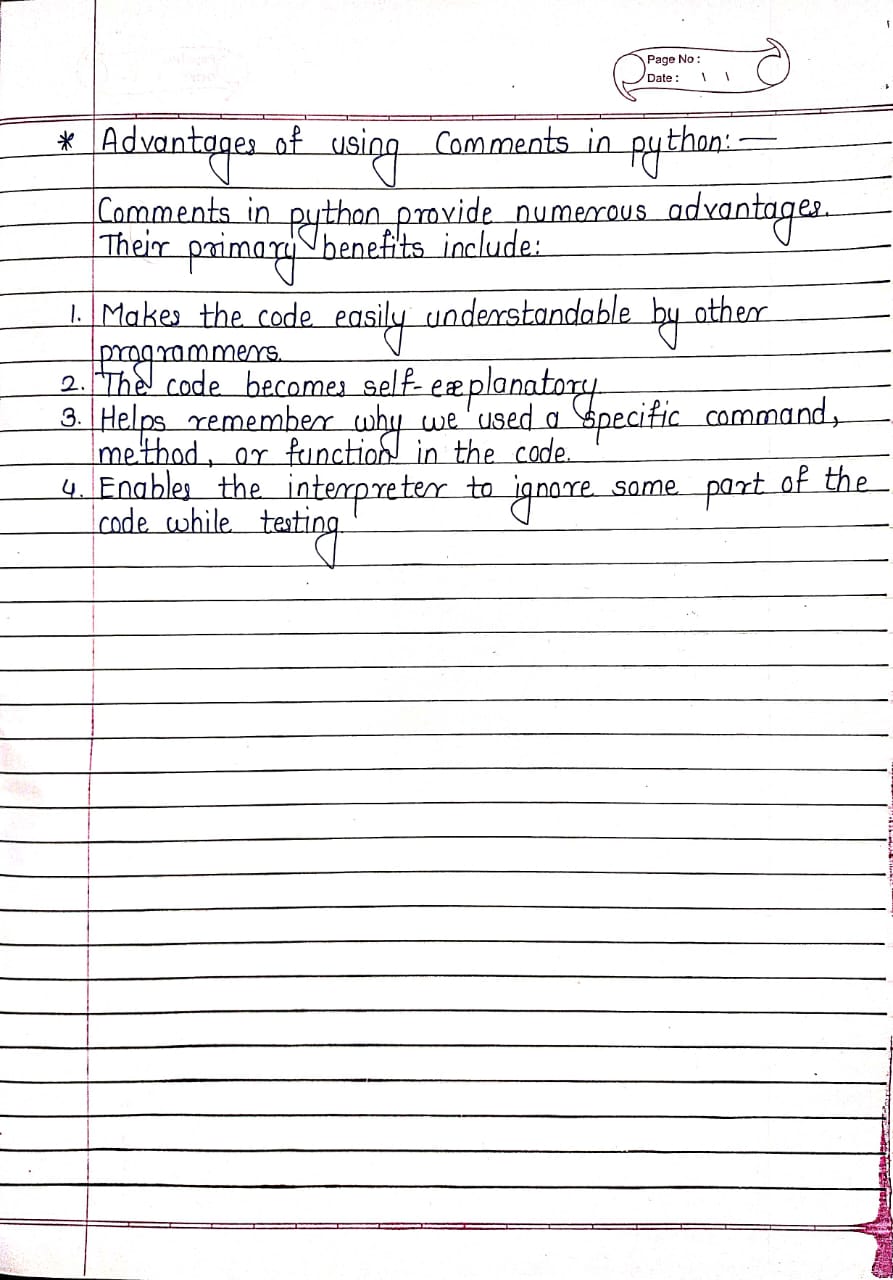 Page No :
Date : \ \
* Advantages of using Comments in python: —
Comments in python provide numerous advantages.
Their primary benefits include:
1. Makes the code easily understandable by other
programmers.
2. The code becomes self-explanatory.
3. Helps remember why we used a specific command,
method, or function in the code.
4. Enables the interpreter to ignore some part of the
code while testing.